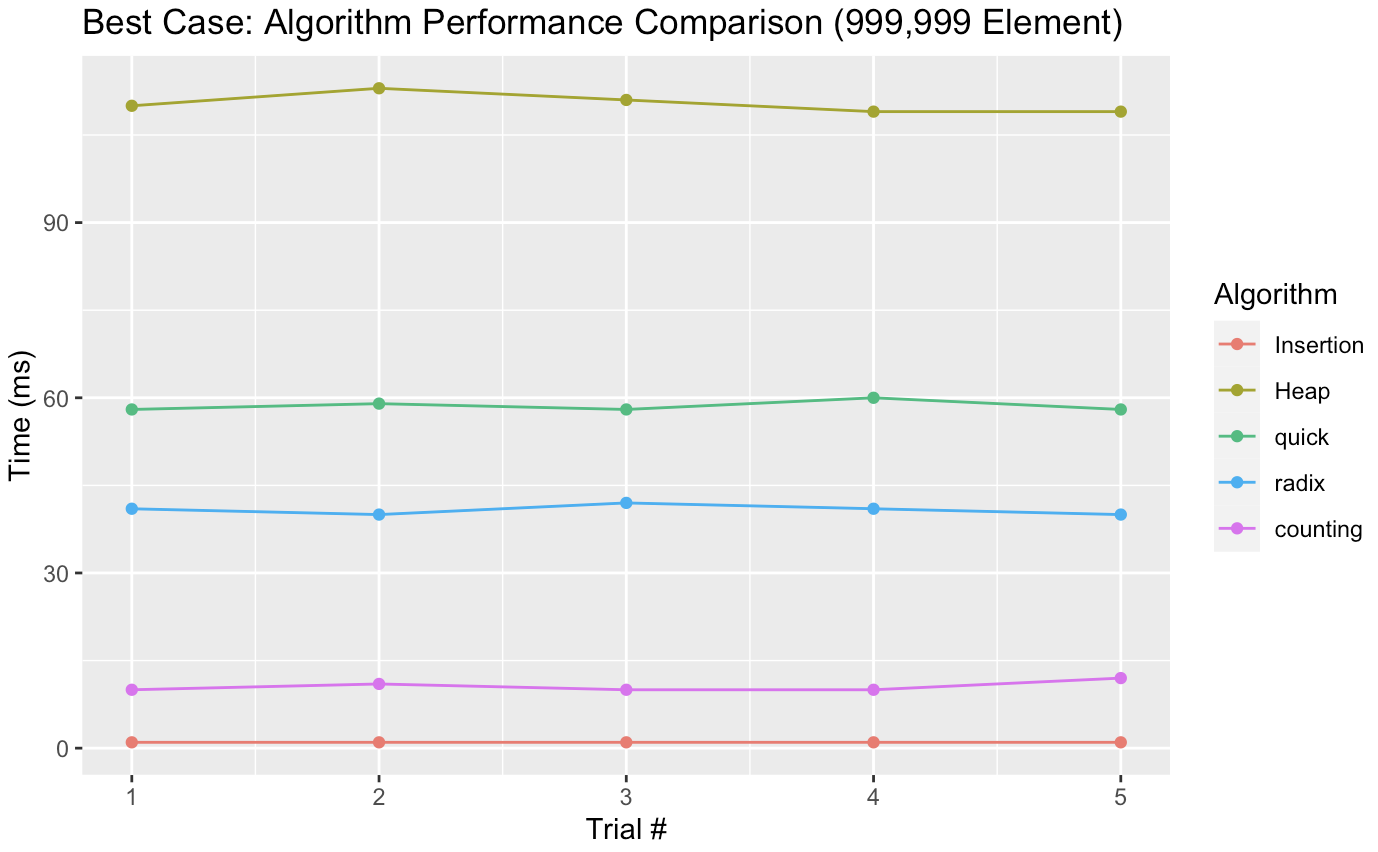 Best Case: Algorithm Performance Comparison (999,999 Element)
Time (ms)
90
60
30
0
1 2 3 4 5
Trial #
Algorithm
Insertion
Heap
quick
radix
counting